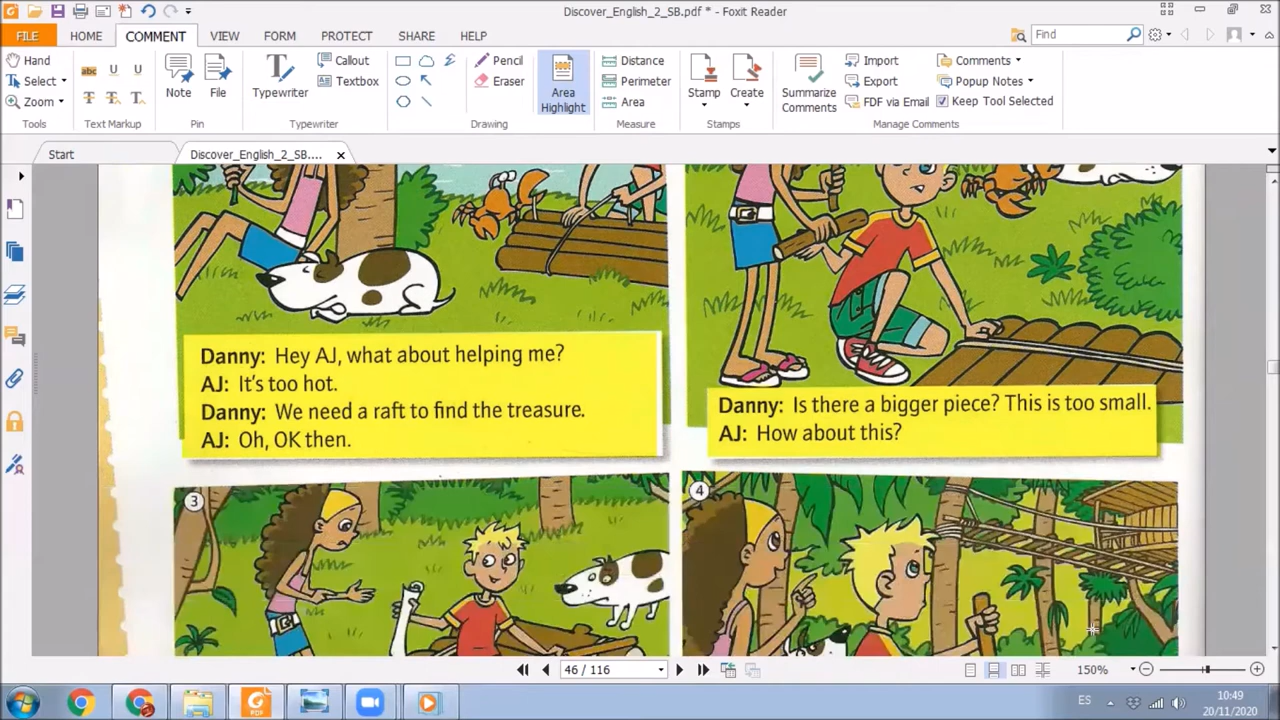 Discover_English_2_SB.pdf * - Foxit Reader
FILE HOME COMMENT VIEW FORM PROTECT SHARE HELP
Find
Hand
Select
Zoom
Tools
abc U U
T T T
Text Markup
Note
File
Pin
Typewriter
Callout
Textbox
Typewriter
Pencil
Eraser
Drawing
Area Highlight
Distance
Perimeter
Area
Measure
Stamp
Create
Stamps
Summarize Comments
Import
Export
FDF via Email
Comments
Popup Notes
Keep Tool Selected
Manage Comments
Start
Discover_English_2_SB....
Danny: Hey AJ, what about helping me?
AJ: It's too hot.
Danny: We need a raft to find the treasure.
AJ: Oh, OK then.
Danny: Is there a bigger piece? This is too small.
AJ: How about this?
3
4
46 / 116
150%
PDF
ES
10:49
20/11/2020